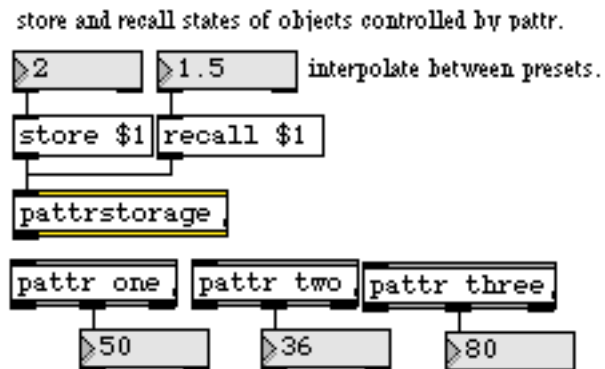 store and recall states of objects controlled by pattr.
2
1.5
interpolate between presets.
store $1
recall $1
pattrstorage
pattr one
pattr two
pattr three
50
36
80